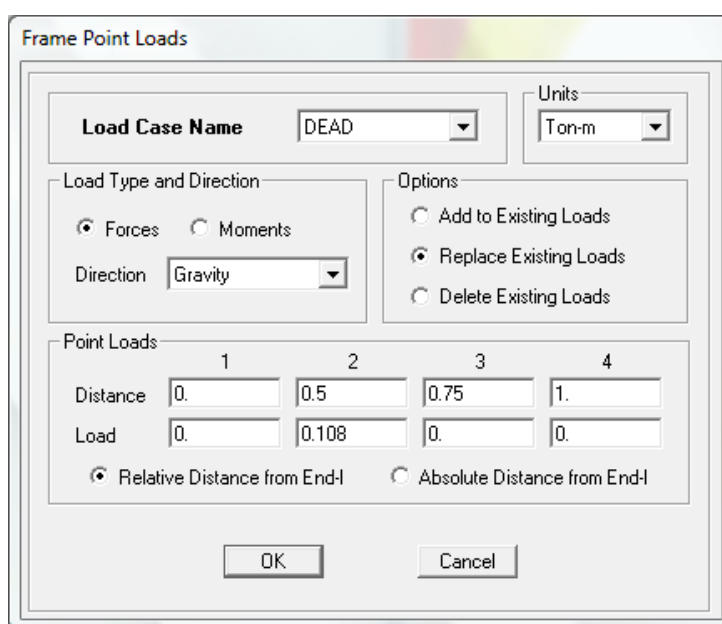 Frame Point Loads
Load Case Name DEAD
Units
Ton-m
Load Type and Direction
Forces Moments
Direction Gravity
Options
Add to Existing Loads
Replace Existing Loads
Delete Existing Loads
Point Loads
1 2 3 4
Distance 0. 0.5 0.75 1.
Load 0. 0.108 0. 0.
Relative Distance from End-I Absolute Distance from End-I
OK Cancel